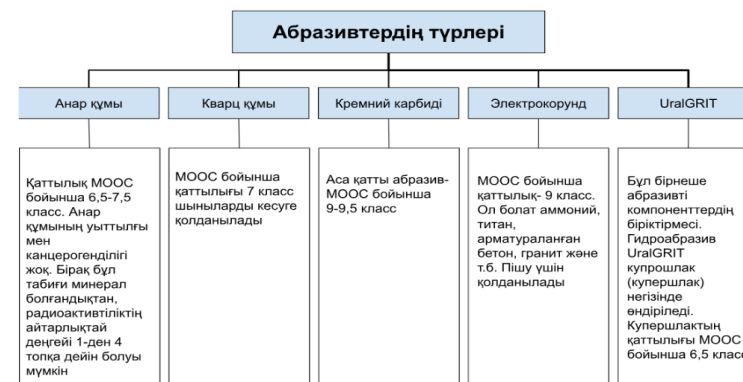 Абразивтердің түрлері
Анар құмы
Кварц құмы
Кремний карбиді
Электрокорунд
UralGRIT
Қаттылық МООС
бойынша 6,5-7,5
класс. Анар
құмының уыттылғы
мен
канцерогенділігі
жоқ. Бірақ бұл
табиғи минерал
болғандықтан,
радиоактивтіліктің
айтарлықтай
деңгейі 1-ден 4
топқа дейін болуы
мүмкін
МООС бойынша
қаттылығы 7 класс
шыныларды кесуге
қолданылады
Аса қатты абразив-
МООС бойынша
9-9,5 класс
МООС бойынша
қаттылық- 9 класс.
Ол болат аммоний,
титан,
арматураланған
бетон, гранит және
т.б. Пішу үшін
қолданылады
Бұл бірнеше
абразивті
компоненттердің
біріктірмесі.
Гидроабразив
UralGRIT
купрошлак
(купершлак)
негізінде
өндіріледі.
Купершлактың
қаттылығы МООС
бойынша 6,5 класс